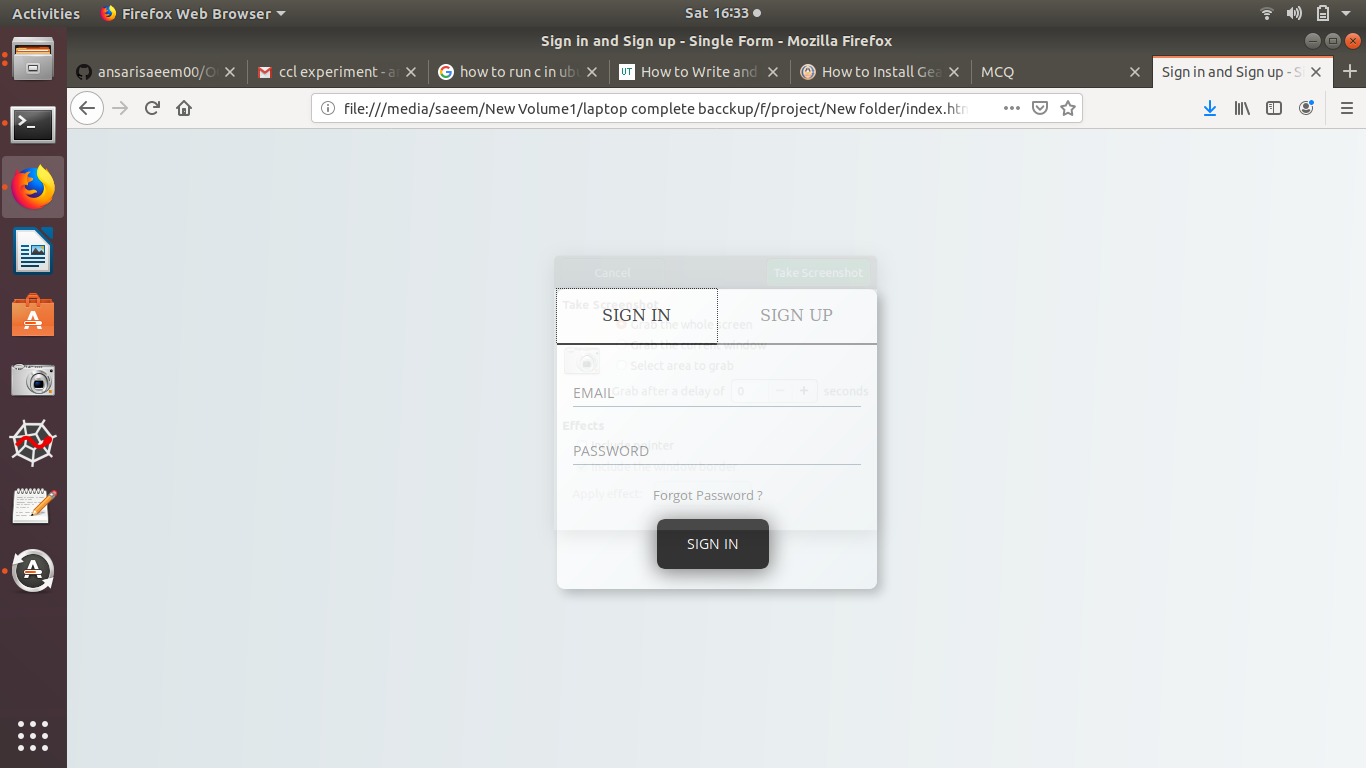 Activities Firefox Web Browser Sat 16:33
Sign in and Sign up - Single Form - Mozilla Firefox
ansarisaeem00/O ccl experiment - a how to run c in ub How to Write and How to Install Gea MCQ Sign in and Sign up - S
file:///media/saeem/New Volume1/laptop complete bacckup/f/project/New folder/index.htm
Cancel Take Screenshot
Take Screenshot
SIGN IN SIGN UP
Grab the whole screen
Grab the current window
Select area to grab
Grab after a delay of 0 − + seconds
EMAIL
Effects
Include pointer
PASSWORD
Include the window border
Apply effect:
Forgot Password ?
SIGN IN